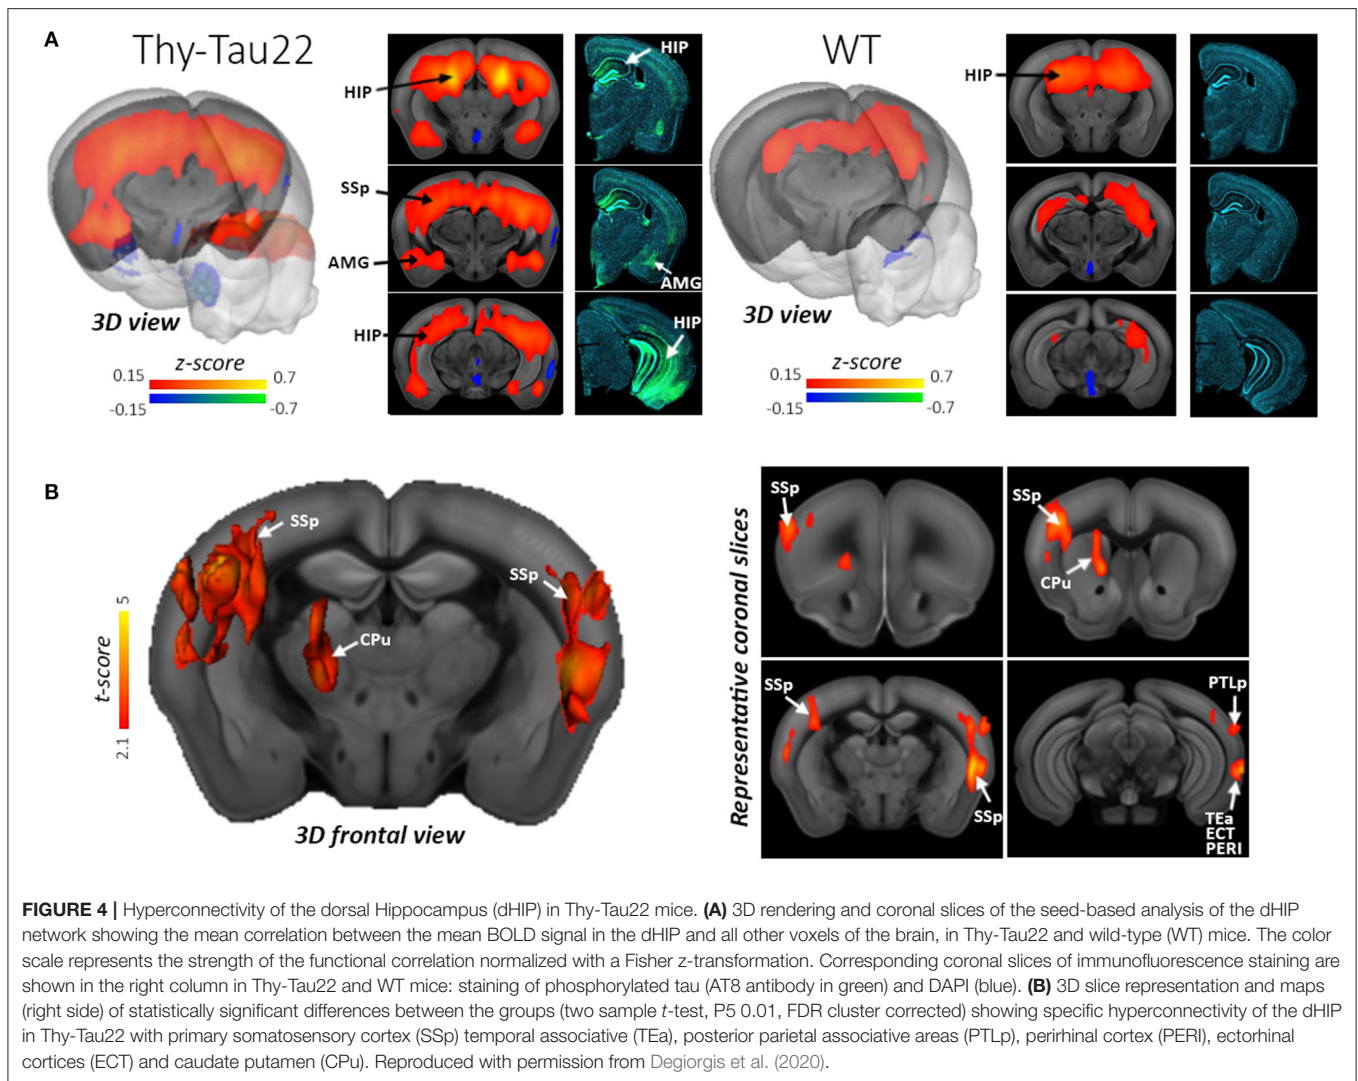 A
Thy-Tau22
WT
HIP
HIP
HIP
SSp
AMG
AMG
HIP
HIP
3D view
3D view
z-score
0.15
0.7
-0.15
-0.7
z-score
0.15
0.7
-0.15
-0.7
B
SSp
SSp
CPu
t-score
5
2.1
3D frontal view
Representative coronal slices
SSp
SSp
CPu
SSp
SSp
PTLp
TEa
ECT
PERI
FIGURE 4 | Hyperconnectivity of the dorsal Hippocampus (dHIP) in Thy-Tau22 mice. (A) 3D rendering and coronal slices of the seed-based analysis of the dHIP
network showing the mean correlation between the mean BOLD signal in the dHIP and all other voxels of the brain, in Thy-Tau22 and wild-type (WT) mice. The color
scale represents the strength of the functional correlation normalized with a Fisher z-transformation. Corresponding coronal slices of immunofluorescence staining are
shown in the right column in Thy-Tau22 and WT mice: staining of phosphorylated tau (AT8 antibody in green) and DAPI (blue). (B) 3D slice representation and maps
(right side) of statistically significant differences between the groups (two sample t-test, P5 0.01, FDR cluster corrected) showing specific hyperconnectivity of the dHIP
in Thy-Tau22 with primary somatosensory cortex (SSp) temporal associative (TEa), posterior parietal associative areas (PTLp), perirhinal cortex (PERI), ectorhinal
cortices (ECT) and caudate putamen (CPu). Reproduced with permission from Degiorgis et al. (2020).